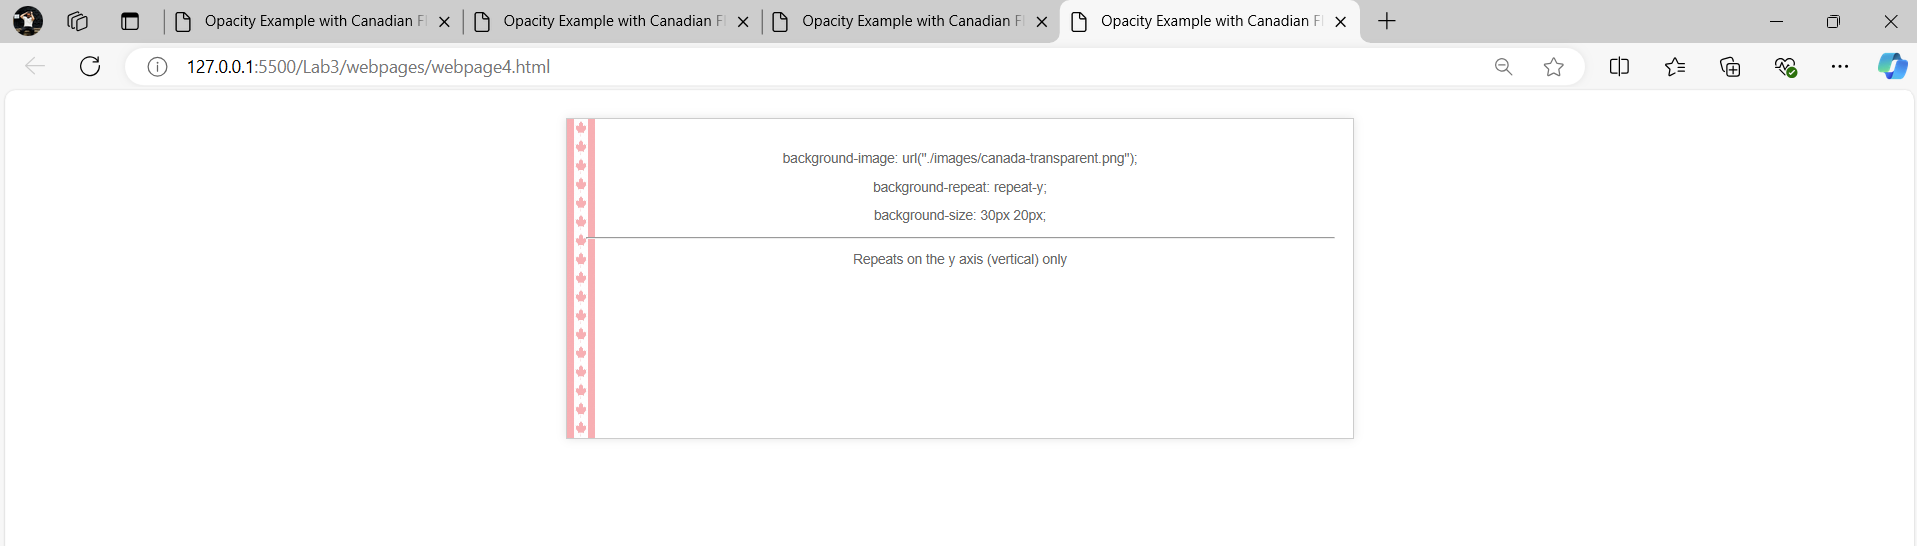 Opacity Example with Canadian Fl
Opacity Example with Canadian Fl
Opacity Example with Canadian Fl
Opacity Example with Canadian Fl
127.0.0.1:5500/Lab3/webpages/webpage4.html
background-image: url("./images/canada-transparent.png");
background-repeat: repeat-y;
background-size: 30px 20px;
Repeats on the y axis (vertical) only